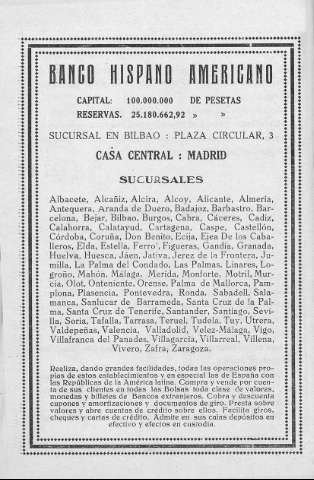 BANCO HISPANO AMERICANO
CAPITAL: 100.000.000 DE PESETAS
RESERVAS. 25.180.662,92 » »
SUCURSAL EN BILBAO : PLAZA CIRCULAR, 3
CASA CENTRAL : MADRID
SUCURSALES
Albacete, Alcañiz, Alcira, Alcoy, Alicante, Almería,
Antequera, Aranda de Duero, Badajoz, Barbastro. Bar-
celona, Bejar, Bilbao, Burgos, Cabra, Cáceres, Cadiz,
Calahorra, Calatayud, Cartagena, Caspe, Castellón,
Córdoba, Coruña, Don Benito, Ecija, Ejea De los Caba-
lleros, Elda, Estella, Ferrol, Figueras, Gandía, Granada,
Huelva, Huesca, Jáen, Jativa, Jerez de la Frontera, Ju-
milla, La Palma del Condado, Las Palmas, Linares, Lo-
groño, Mahón, Málaga. Merida, Monforte, Motril, Mur-
cia, Olot, Onteniente, Orense, Palma de Mallorca, Pam-
plona, Plasencia, Pontevedra, Ronda. Sabadell, Sala-
manca, Sanlucar de Barrameda, Santa Cruz de la Pal-
ma, Santa Cruz de Tenerife, Santander, Santiago, Sevi-
lla, Soria, Tafalla, Tarrasa, Teruel, Tudela, Tuy, Utrera,
Valdepeñas, Valencia, Valladolid, Velez-Málaga, Vigo,
Villafranca del Panades, Villagarcia, Villarreal, Villena,
Vivero, Zafra, Zaragoza.
Realiza, dando grandes facilidades, todas las operaciones pro-
pias de estos establecimientos y en especial las de España con
las Repúblicas de la América latina. Compra y vende por cuen-
ta de sus clientes en todas las Bolsas toda clase de valores,
monedas y billetes de Bancos extranjeros. Cobra y descuenta
cupones y amortizaciones y documentos de giro. Presta sobre
valores y abre cuentas de crédito sobre ellos. Facilita giros,
cheques y cartas de crédito. Admite en sus cajas depósitos en
efectivo y efectos en custodia.